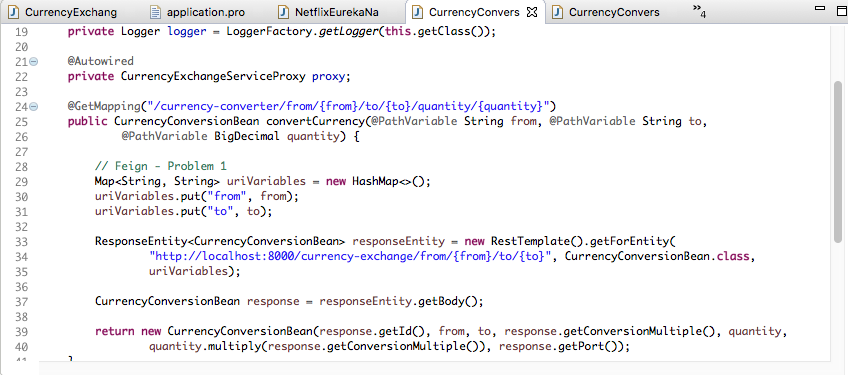 CurrencyExchang application.pro NetflixEurekaNa CurrencyConvers CurrencyConvers »4
19 private Logger logger = LoggerFactory.getLogger(this.getClass());
20
21 @Autowired
22 private CurrencyExchangeServiceProxy proxy;
23
24 @GetMapping("/currency-converter/from/{from}/to/{to}/quantity/{quantity}")
25 public CurrencyConversionBean convertCurrency(@PathVariable String from, @PathVariable String to,
26 @PathVariable BigDecimal quantity) {
27
28 // Feign - Problem 1
29 Map<String, String> uriVariables = new HashMap<>();
30 uriVariables.put("from", from);
31 uriVariables.put("to", to);
32
33 ResponseEntity<CurrencyConversionBean> responseEntity = new RestTemplate().getForEntity(
34 "http://localhost:8000/currency-exchange/from/{from}/to/{to}", CurrencyConversionBean.class,
35 uriVariables);
36
37 CurrencyConversionBean response = responseEntity.getBody();
38
39 return new CurrencyConversionBean(response.getId(), from, to, response.getConversionMultiple(), quantity,
40 quantity.multiply(response.getConversionMultiple()), response.getPort());
41 }